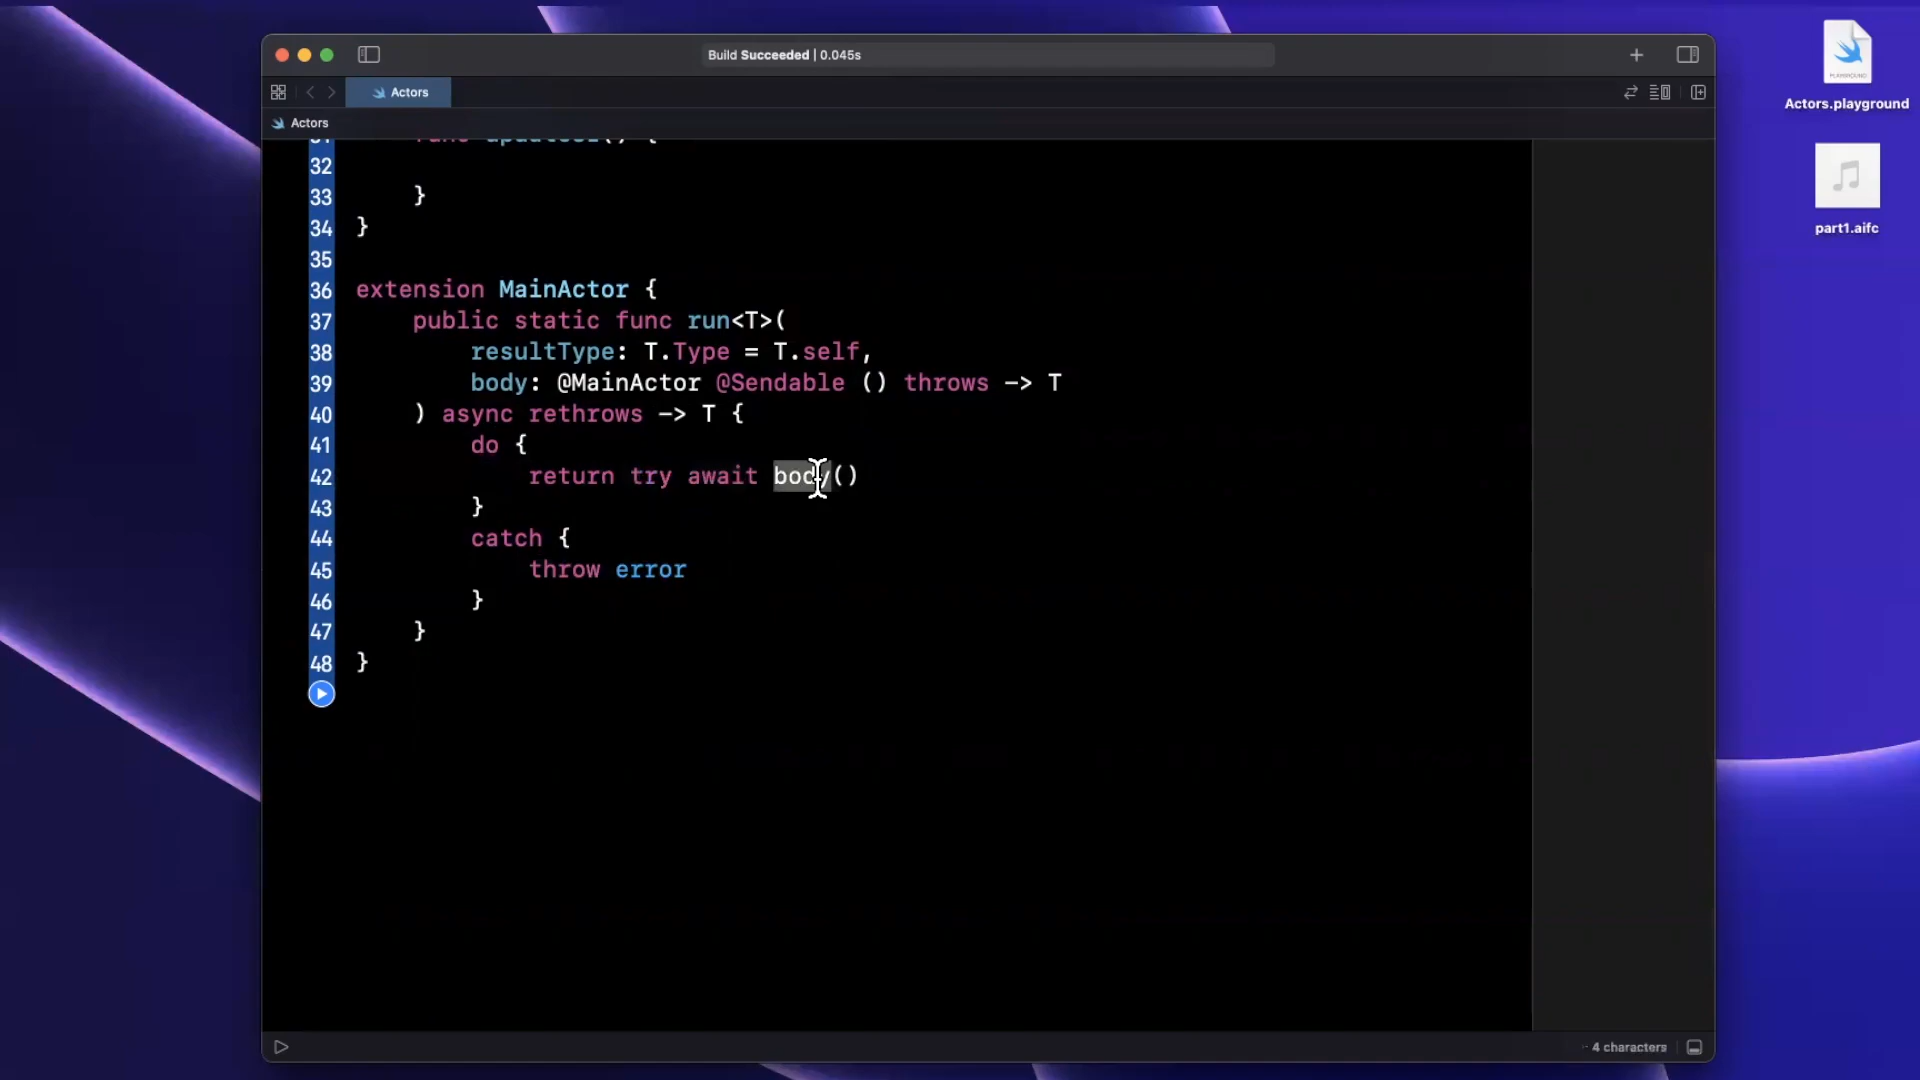 Build Succeeded | 0.045s
Actors
Actors
32
33 }
34 }
35
36 extension MainActor {
37 public static func run<T>(
38 resultType: T.Type = T.self,
39 body: @MainActor @Sendable () throws -> T
40 ) async rethrows -> T {
41 do {
42 return try await body()
43 }
44 catch {
45 throw error
46 }
47 }
48 }
4 characters
PLAYGROUND
Actors.playground
part1.aifc